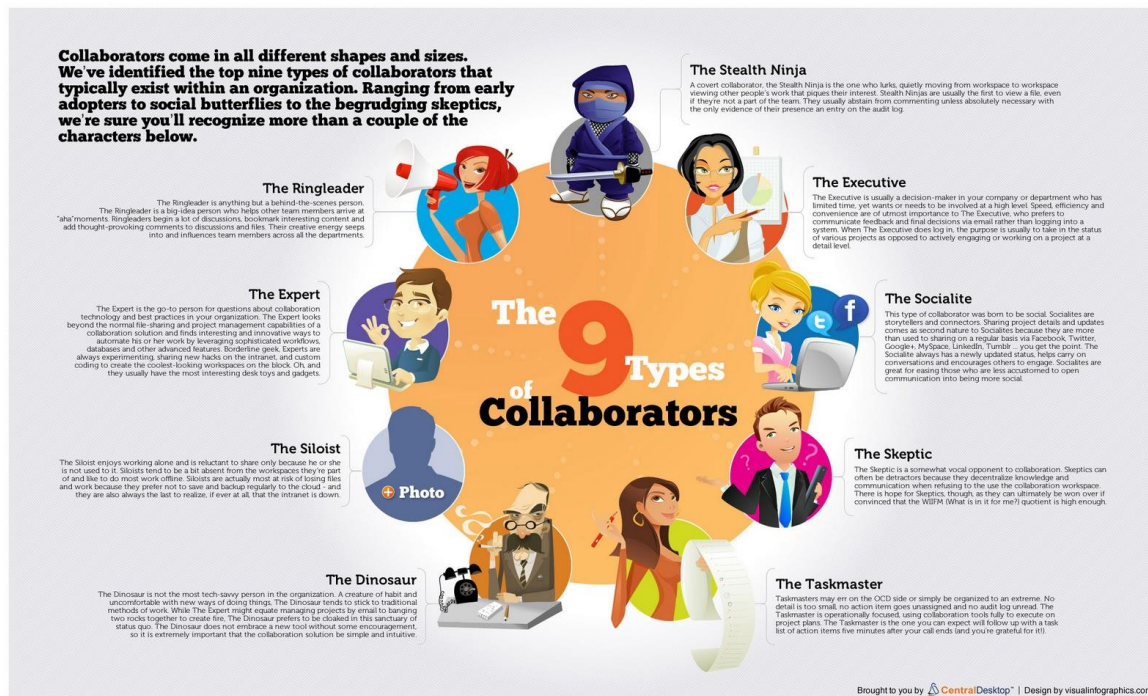 Collaborators come in all different shapes and sizes.
We've identified the top nine types of collaborators that
typically exist within an organization. Ranging from early
adopters to social butterflies to the begrudging skeptics,
we're sure you'll recognize more than a couple of the
characters below.
The Stealth Ninja
A covert collaborator, the Stealth Ninja is the one who lurks, quietly moving from workspace to workspace
viewing other people's work that piques their interest. Stealth Ninjas are usually the first to view a file, even
if they're not a part of the team. They usually abstain from commenting unless absolutely necessary with
the only evidence of their presence an entry on the audit log.
The Ringleader
The Ringleader is anything but a behind-the-scenes person.
The Ringleader is a big-idea person who helps other team members arrive at
"aha"moments. Ringleaders begin a lot of discussions, bookmark interesting content and
add thought-provoking comments to discussions and files. Their creative energy seeps
into and influences team members across all the departments.
The Executive
The Executive is usually a decision-maker in your company or department who has
limited time, yet wants or needs to be involved at a high level. Speed, efficiency and
convenience are of utmost importance to The Executive, who prefers to
communicate feedback and final decisions via email rather than logging into a
system. When The Executive does log in, the purpose is usually to take in the status
of various projects as opposed to actively engaging or working on a project at a
detail level.
The Expert
The Expert is the go-to person for questions about collaboration
technology and best practices in your organization. The Expert looks
beyond the normal file-sharing and project management capabilities of a
collaboration solution and finds interesting and innovative ways to
automate his or her work by leveraging sophisticated workflows,
databases and other advanced features. Borderline geek, Experts are
always experimenting, sharing new hacks on the intranet, and custom
coding to create the coolest-looking workspaces on the block. Oh, and
they usually have the most interesting desk toys and gadgets.
The 9 Types
of
Collaborators
t
f
The Socialite
This type of collaborator was born to be social. Socialites are
storytellers and connectors. Sharing project details and updates
comes as second nature to Socialites because they are more
than used to sharing on a regular basis via Facebook, Twitter,
Google+, MySpace, LinkedIn, Tumblr ... you get the point. The
Socialite always has a newly updated status, helps carry on
conversations and encourages others to engage. Socialites are
great for easing those who are less accustomed to open
communication into being more social.
The Siloist
The Siloist enjoys working alone and is reluctant to share only because he or she
is not used to it. Siloists tend to be a bit absent from the workspaces they're part
of and like to do most work offline. Siloists are actually most at risk of losing files
and work because they prefer not to save and backup regularly to the cloud - and
they are also always the last to realize, if ever at all, that the intranet is down.
+ Photo
? ?
The Skeptic
The Skeptic is a somewhat vocal opponent to collaboration. Skeptics can
often be detractors because they decentralize knowledge and
communication when refusing to the use the collaboration workspace.
There is hope for Skeptics, though, as they can ultimately be won over if
convinced that the WIIFM (What is in it for me?) quotient is high enough.
The Dinosaur
The Dinosaur is not the most tech-savvy person in the organization. A creature of habit and
uncomfortable with new ways of doing things, The Dinosaur tends to stick to traditional
methods of work. While The Expert might equate managing projects by email to banging
two rocks together to create fire, The Dinosaur prefers to be cloaked in this sanctuary of
status quo. The Dinosaur does not embrace a new tool without some encouragement,
so it is extremely important that the collaboration solution be simple and intuitive.
The Taskmaster
Taskmasters may err on the OCD side or simply be organized to an extreme. No
detail is too small, no action item goes unassigned and no audit log unread. The
Taskmaster is operationally focused, using collaboration tools fully to execute on
project plans. The Taskmaster is the one you can expect will follow up with a task
list of action items five minutes after your call ends (and you're grateful for it!).
Brought to you by CentralDesktop™ | Design by visualinfographics.com